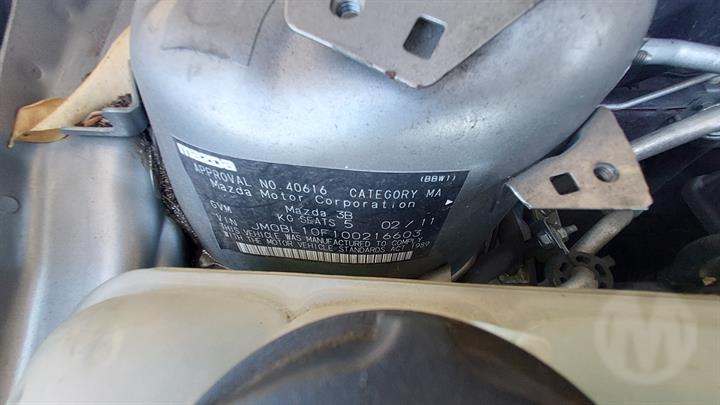 mazda (BBW1)
APPROVAL NO. 40616 CATEGORY MA
Mazda Motor Corporation
Mazda 3B
GVM KG SEATS 5 02/11
VIN JM0BL10F100216603
THIS VEHICLE WAS MANUFACTURED TO COMPLY
WITH THE MOTOR VEHICLE STANDARDS ACT 1989
M